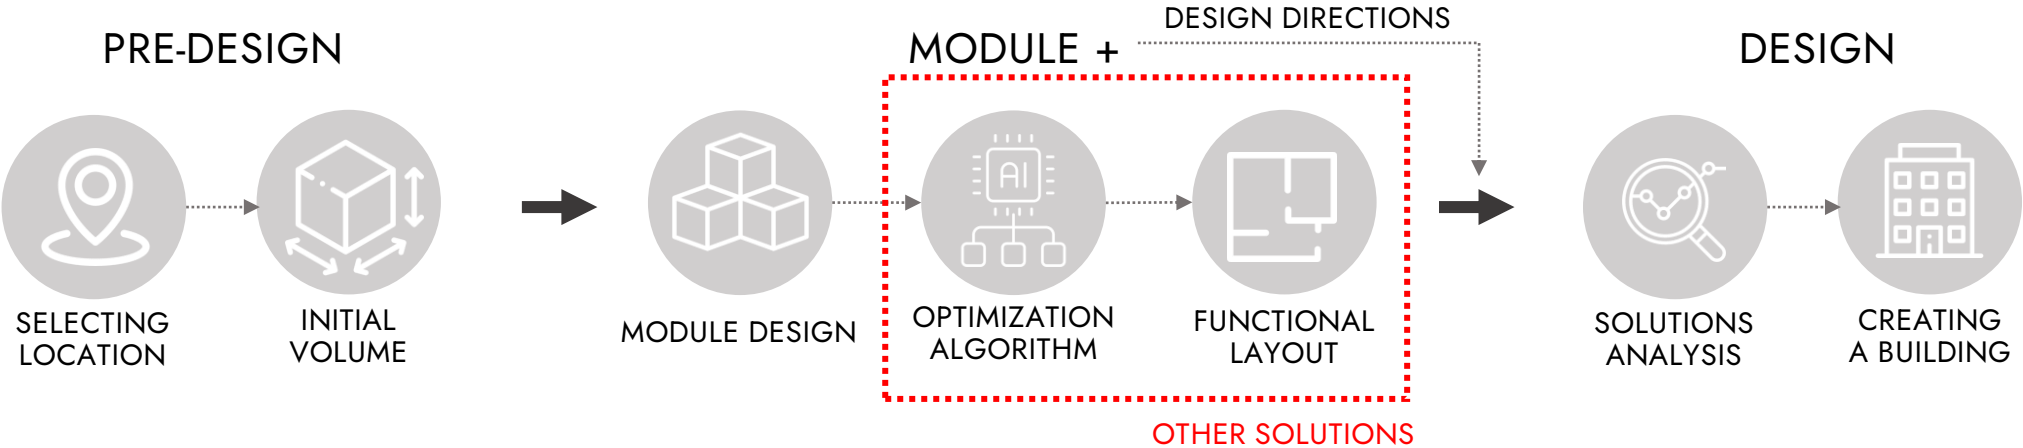 PRE-DESIGN
MODULE +
DESIGN DIRECTIONS
DESIGN
SELECTING
LOCATION
INITIAL
VOLUME
MODULE DESIGN
AI
OPTIMIZATION
ALGORITHM
FUNCTIONAL
LAYOUT
SOLUTIONS
ANALYSIS
CREATING
A BUILDING
OTHER SOLUTIONS